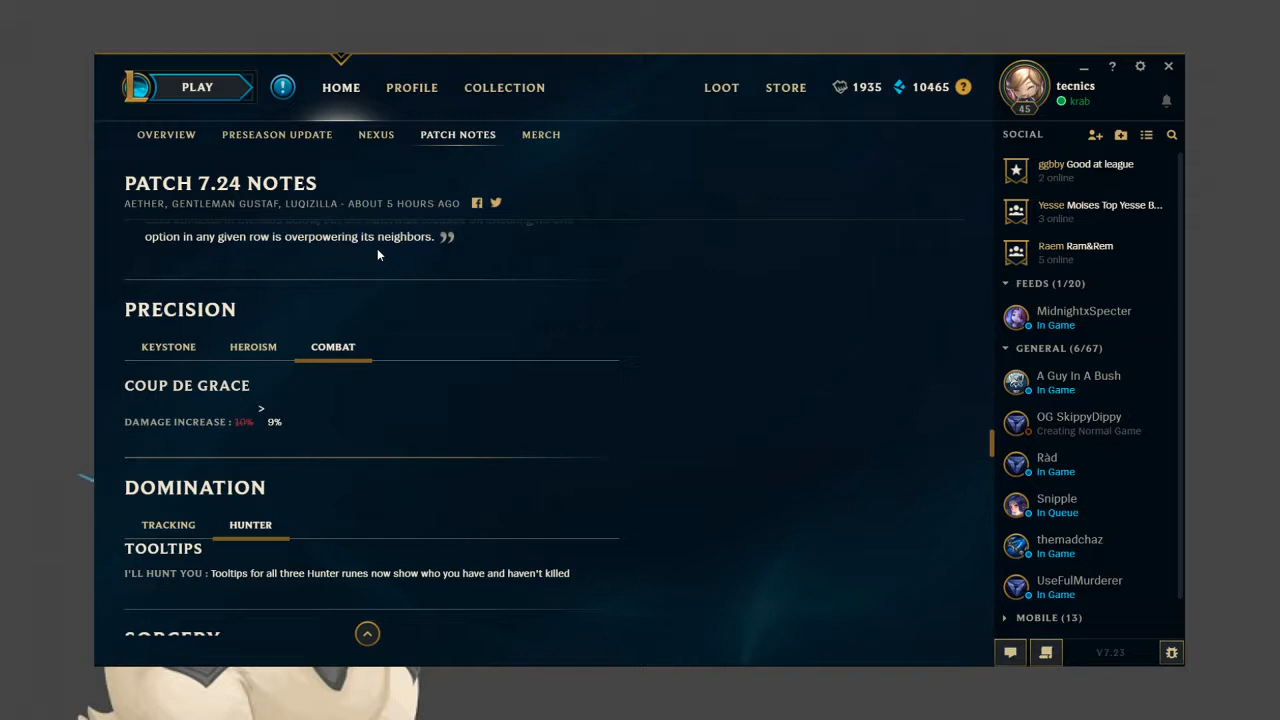 PLAY
HOME
PROFILE
COLLECTION
LOOT
STORE
1935
10465
?
?
45
tecnics
krab
OVERVIEW
PRESEASON UPDATE
NEXUS
PATCH NOTES
MERCH
PATCH 7.24 NOTES
AETHER, GENTLEMAN GUSTAF, LUQIZILLA - ABOUT 5 HOURS AGO
option in any given row is overpowering its neighbors.
PRECISION
KEYSTONE
HEROISM
COMBAT
COUP DE GRACE
>
DAMAGE INCREASE : 10% 9%
DOMINATION
TRACKING
HUNTER
TOOLTIPS
I'LL HUNT YOU : Tooltips for all three Hunter runes now show who you have and haven't killed
SORCERY
SOCIAL
ggbby Good at league
2 online
Yesse Moises Top Yesse B...
3 online
Raem Ram&Rem
5 online
FEEDS (1/20)
MidnightxSpecter
In Game
GENERAL (6/67)
A Guy In A Bush
In Game
OG SkippyDippy
Creating Normal Game
Ràd
In Game
Snipple
In Queue
themadchaz
In Game
UseFulMurderer
In Game
MOBILE (13)
V7.23